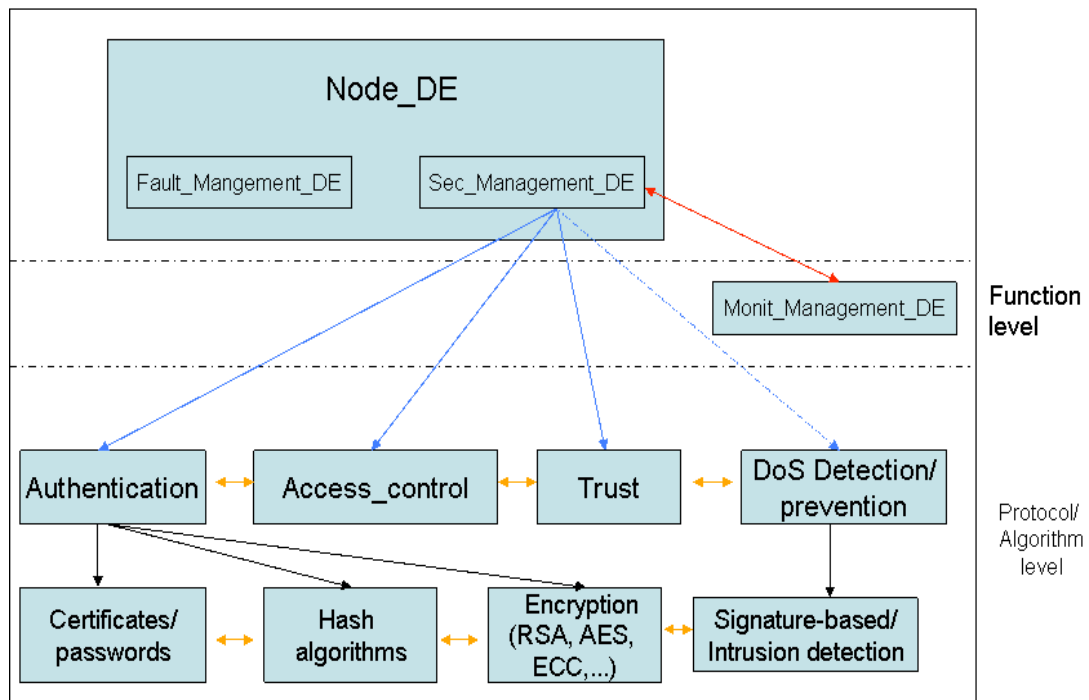 Node_DE
Fault_Mangement_DE
Sec_Management_DE
Monit_Management_DE
Function
level
Authentication
Access_control
Trust
DoS Detection/
prevention
Protocol/
Algorithm
level
Certificates/
passwords
Hash
algorithms
Encryption
(RSA, AES,
ECC,...)
Signature-based/
Intrusion detection